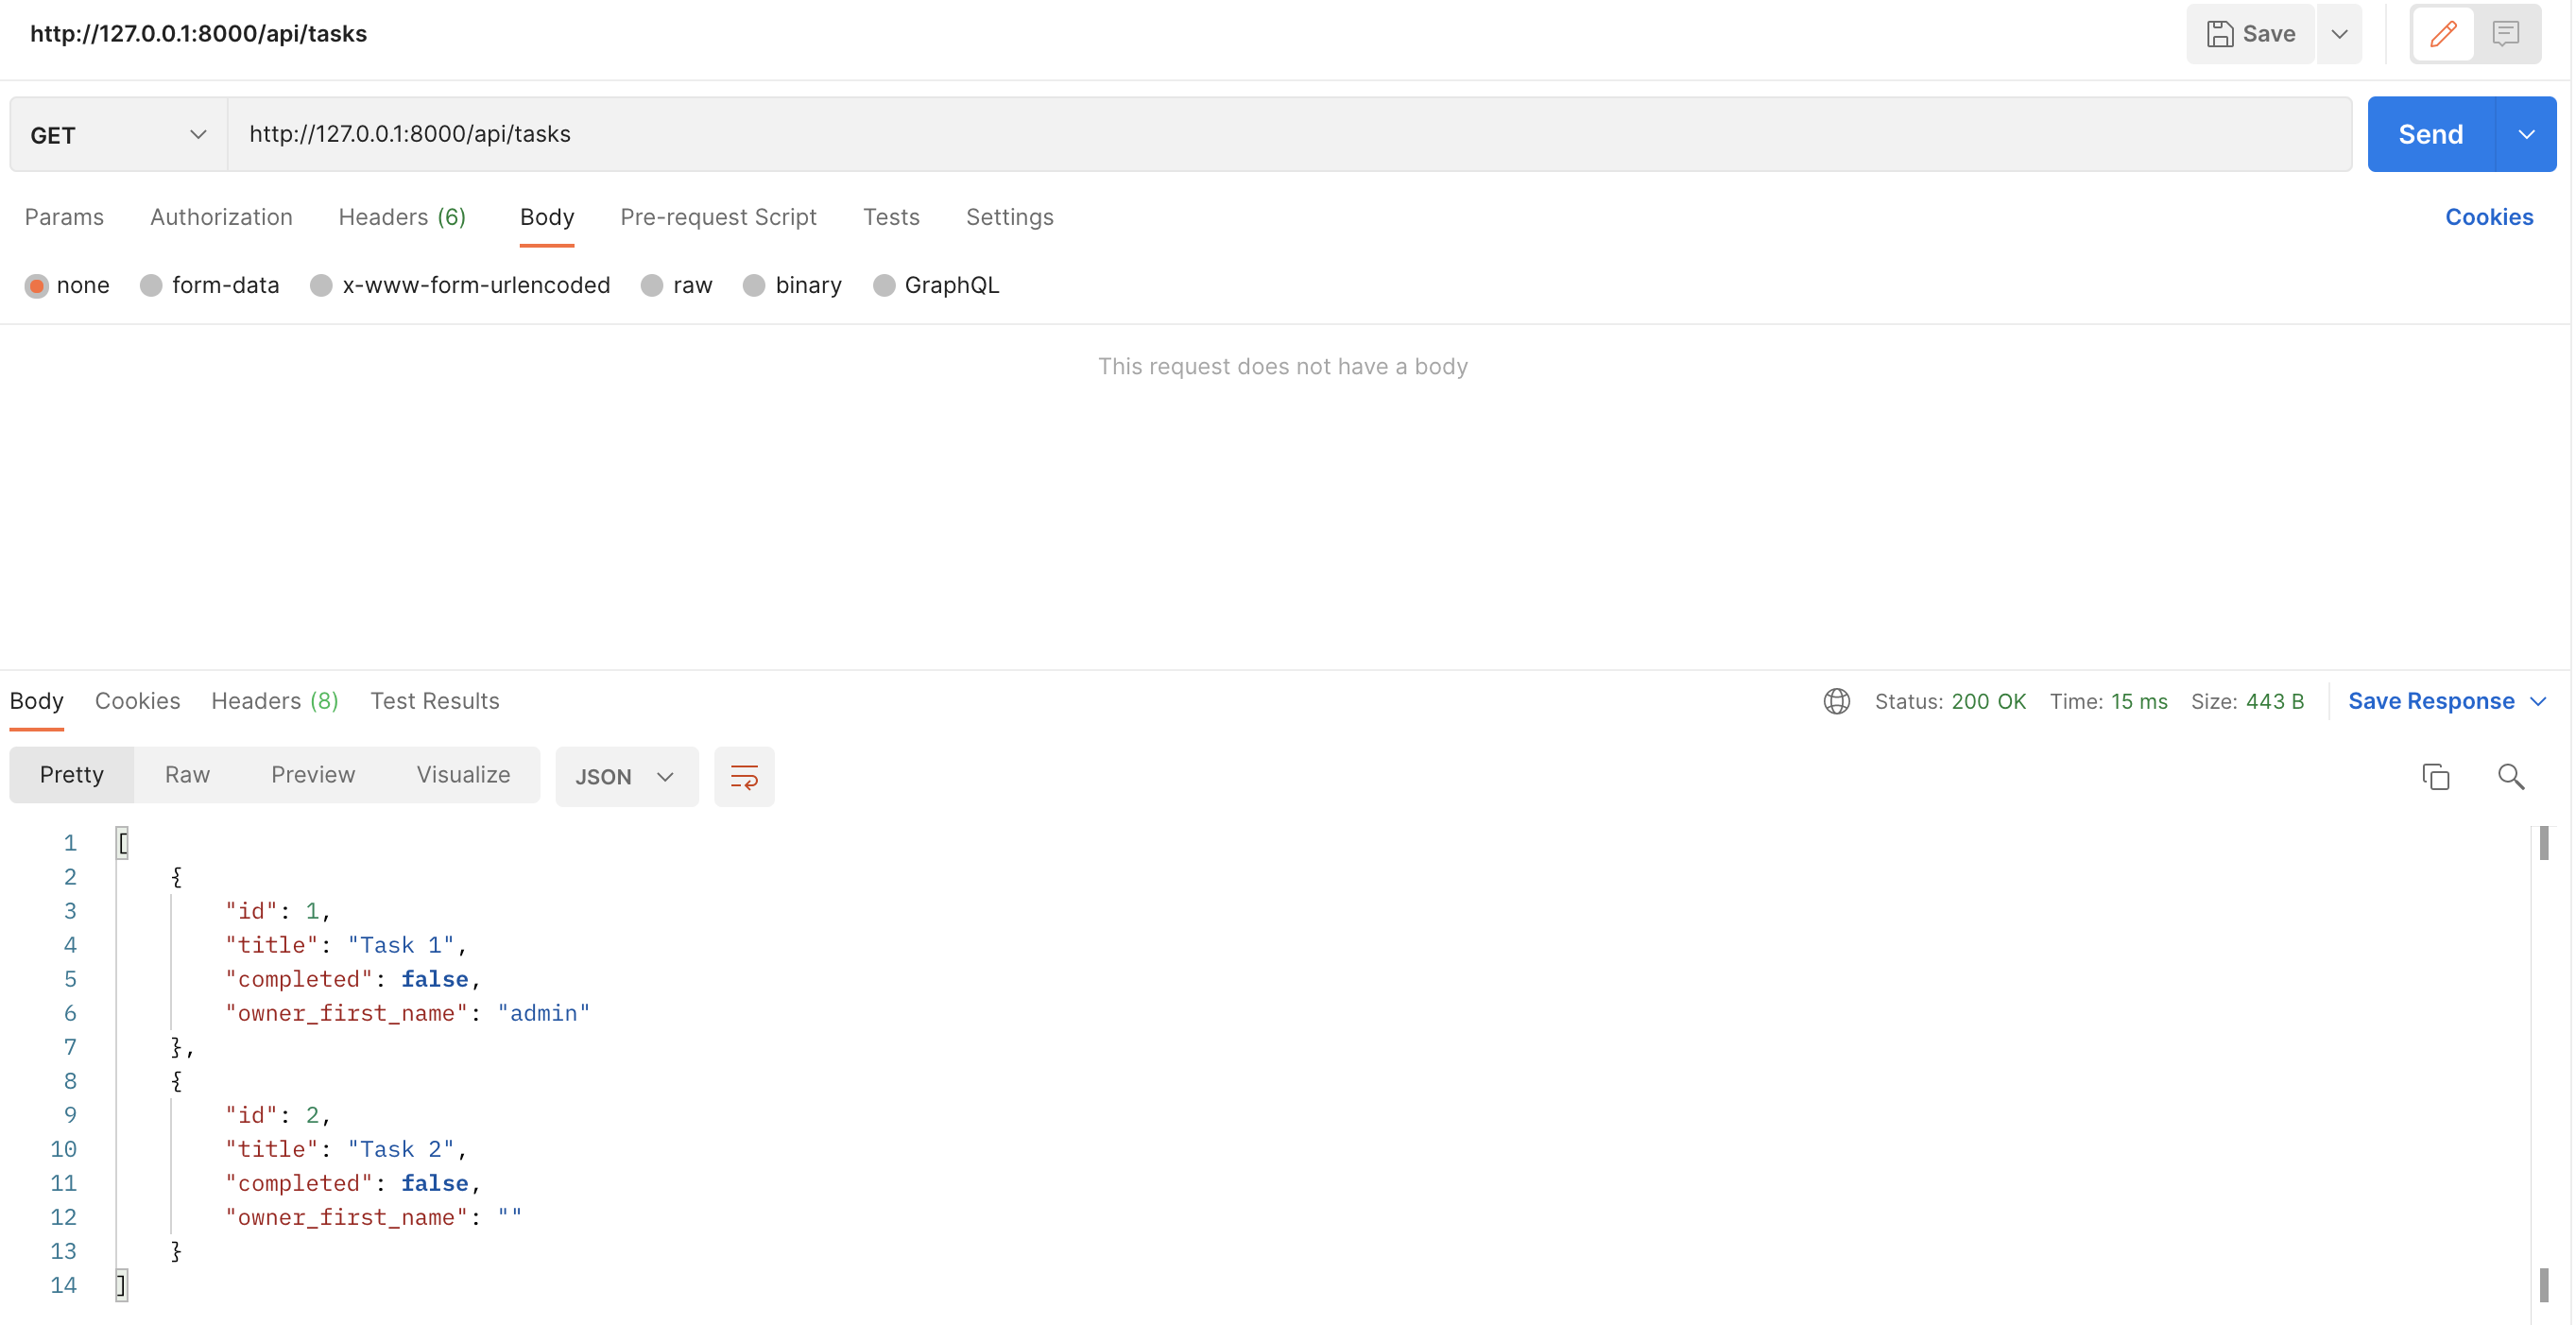 http://127.0.0.1:8000/api/tasks
Save
GET
http://127.0.0.1:8000/api/tasks
Send
Params Authorization Headers (6) Body Pre-request Script Tests Settings Cookies
none form-data x-www-form-urlencoded raw binary GraphQL
This request does not have a body
Body Cookies Headers (8) Test Results Status: 200 OK Time: 15 ms Size: 443 B Save Response
Pretty Raw Preview Visualize JSON
1 [
2 {
3 "id": 1,
4 "title": "Task 1",
5 "completed": false,
6 "owner_first_name": "admin"
7 },
8 {
9 "id": 2,
10 "title": "Task 2",
11 "completed": false,
12 "owner_first_name": ""
13 }
14 ]